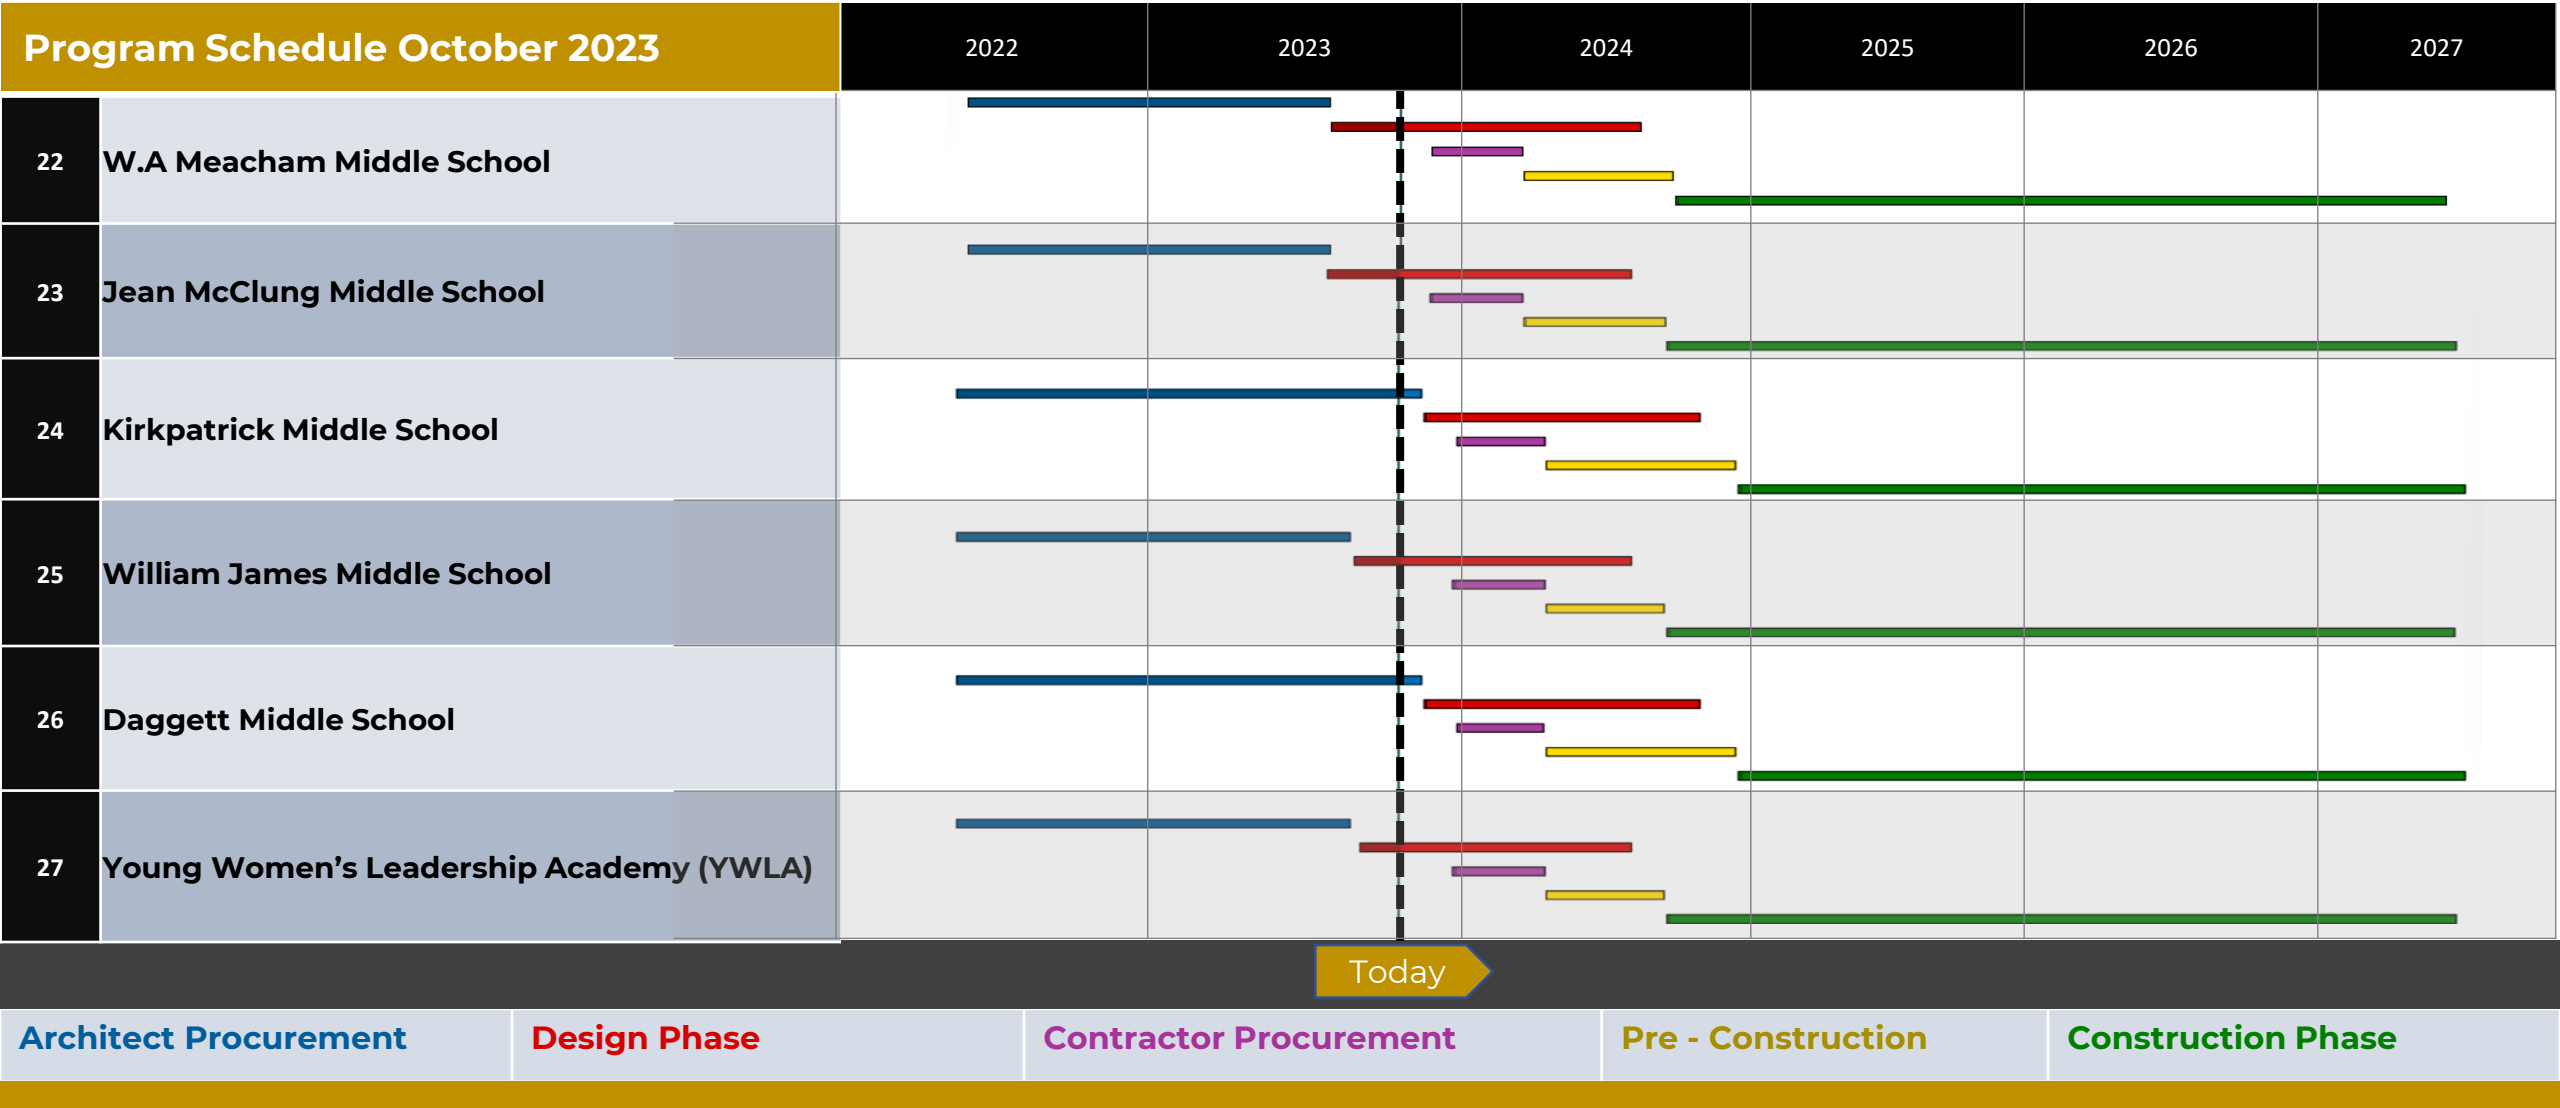 Program Schedule October 2023
2022
2023
2024
2025
2026
2027
22
W.A Meacham Middle School
23
Jean McClung Middle School
24
Kirkpatrick Middle School
25
William James Middle School
26
Daggett Middle School
27
Young Women’s Leadership Academy (YWLA)
Today
Architect Procurement
Design Phase
Contractor Procurement
Pre - Construction
Construction Phase